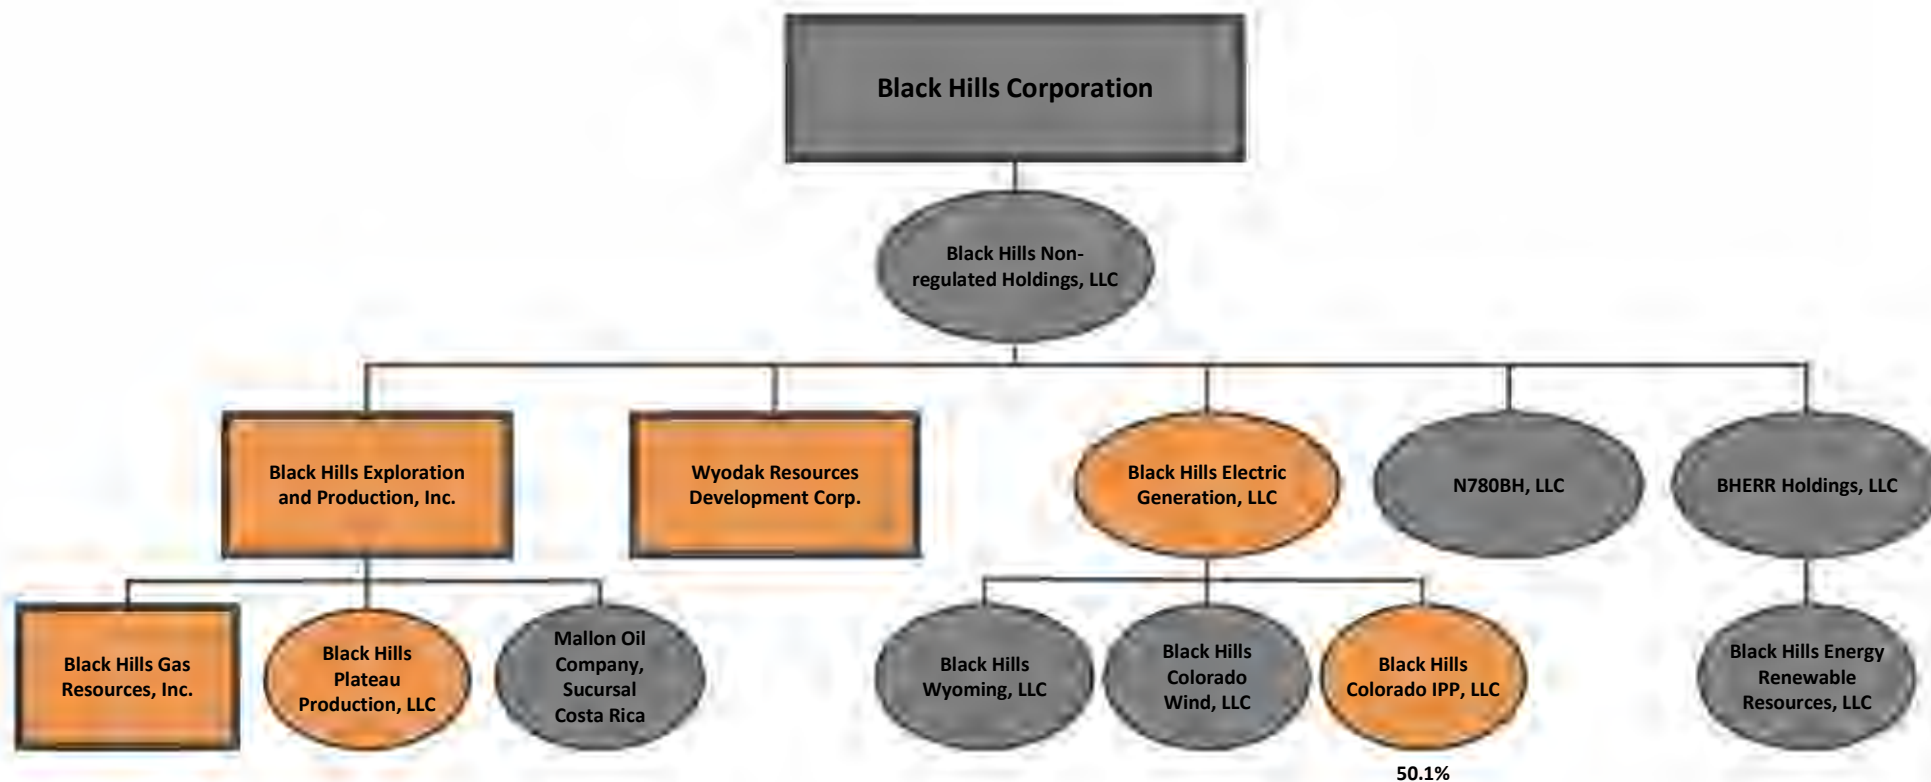 Black Hills Corporation
Black Hills Non-
regulated Holdings, LLC
Black Hills Exploration
and Production, Inc.
Wyodak Resources
Development Corp.
Black Hills Electric
Generation, LLC
N780BH, LLC
BHERR Holdings, LLC
Black Hills Gas
Resources, Inc.
Black Hills
Plateau
Production, LLC
Mallon Oil
Company,
Sucursal
Costa Rica
Black Hills
Wyoming, LLC
Black Hills
Colorado
Wind, LLC
Black Hills
Colorado IPP, LLC
50.1%
Black Hills Energy
Renewable
Resources, LLC